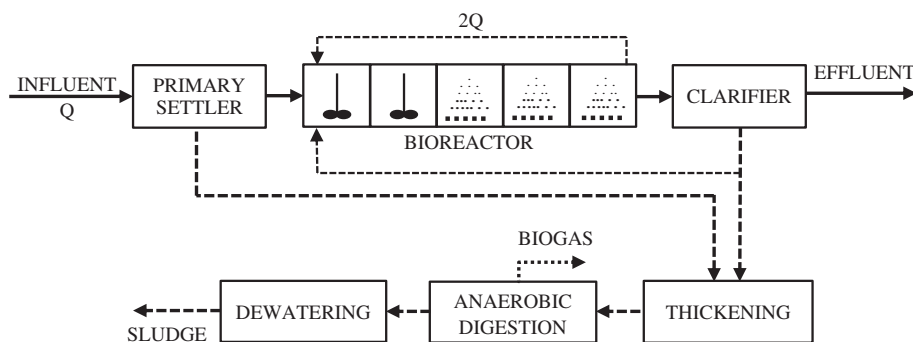 2Q
INFLUENT
Q
PRIMARY
SETTLER
BIOREACTOR
CLARIFIER
EFFLUENT
BIOGAS
SLUDGE
DEWATERING
ANAEROBIC
DIGESTION
THICKENING